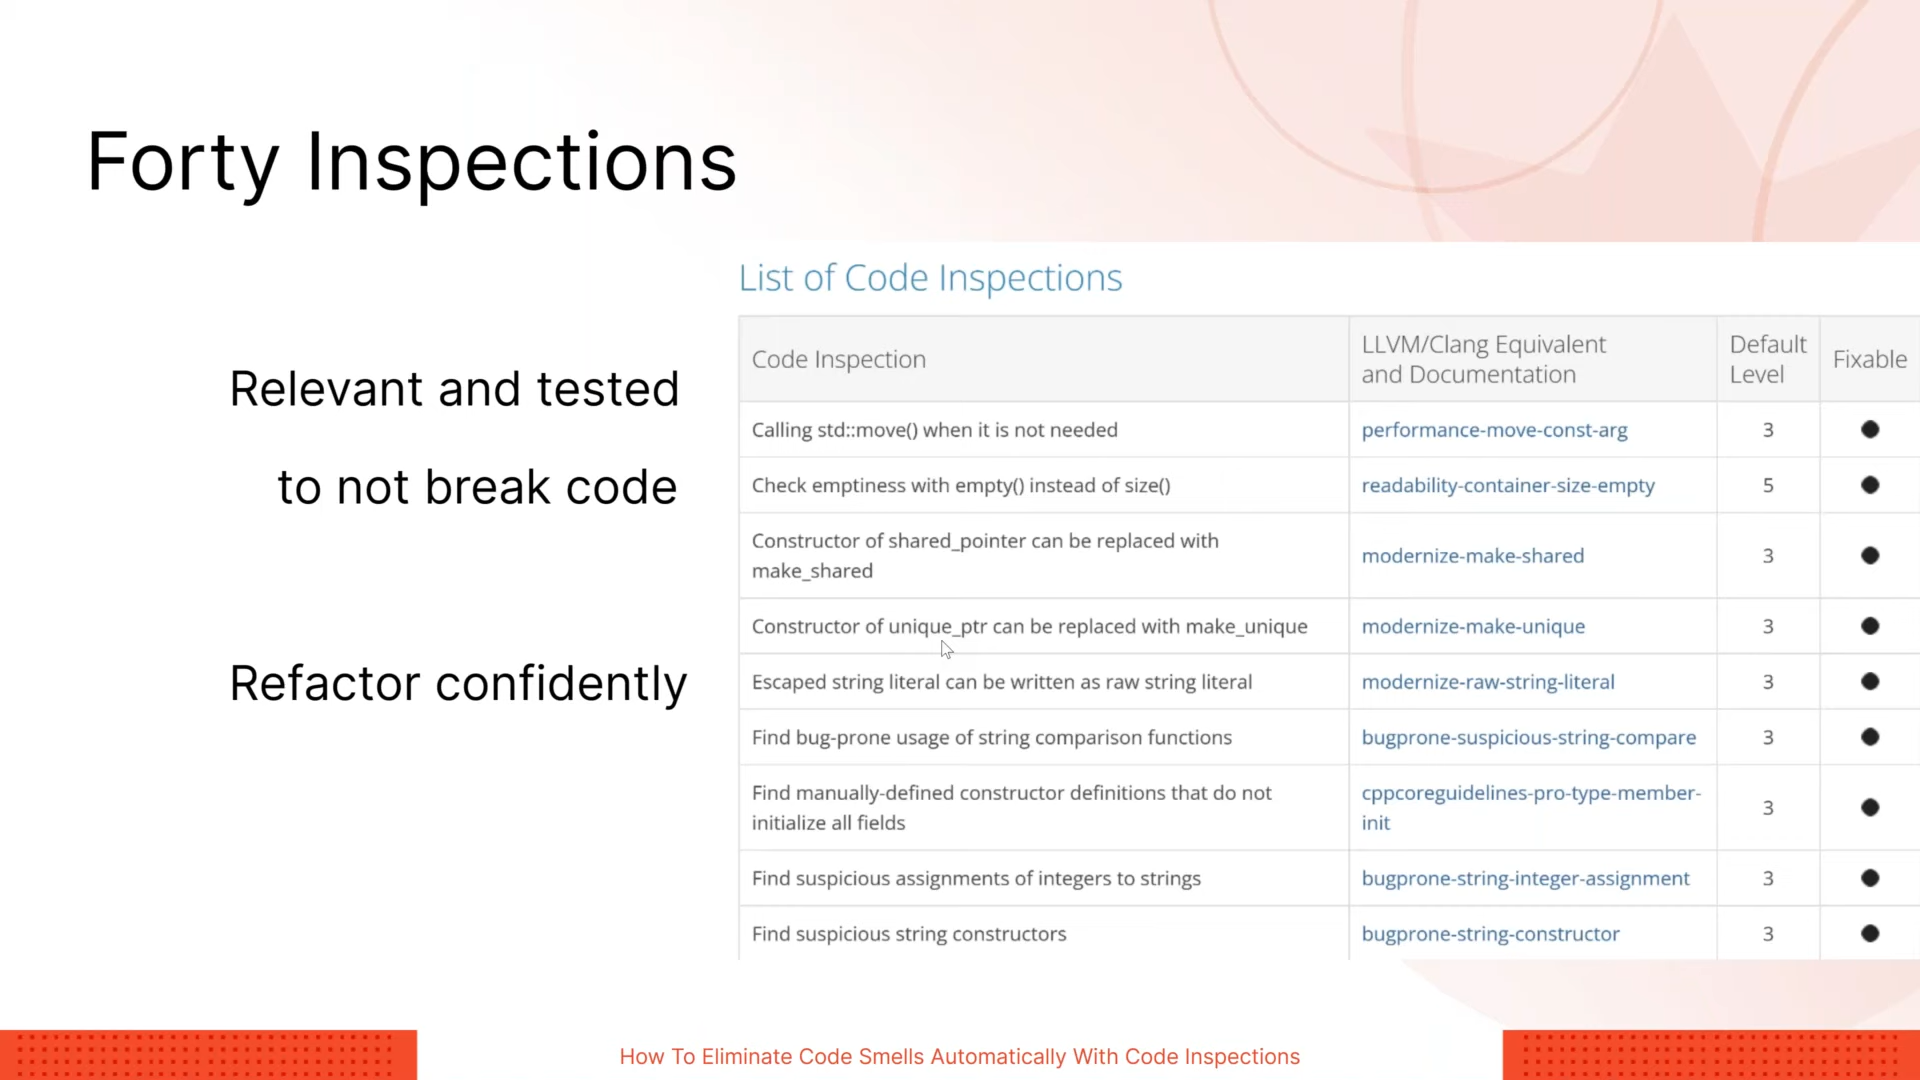 Forty Inspections
Relevant and tested
to not break code
Refactor confidently
List of Code Inspections
Code Inspection
LLVM/Clang Equivalent
and Documentation
Default
Level
Fixable
Calling std::move() when it is not needed
performance-move-const-arg
3
Check emptiness with empty() instead of size()
readability-container-size-empty
5
Constructor of shared_pointer can be replaced with
make_shared
modernize-make-shared
3
Constructor of unique_ptr can be replaced with make_unique
modernize-make-unique
3
Escaped string literal can be written as raw string literal
modernize-raw-string-literal
3
Find bug-prone usage of string comparison functions
bugprone-suspicious-string-compare
3
Find manually-defined constructor definitions that do not
initialize all fields
cppcoreguidelines-pro-type-member-
init
3
Find suspicious assignments of integers to strings
bugprone-string-integer-assignment
3
Find suspicious string constructors
bugprone-string-constructor
3
How To Eliminate Code Smells Automatically With Code Inspections